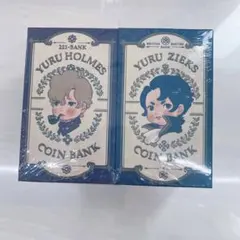 221-BANK
YURU HOLMES
COIN BANK
YURU ZIEKS
COIN BANK